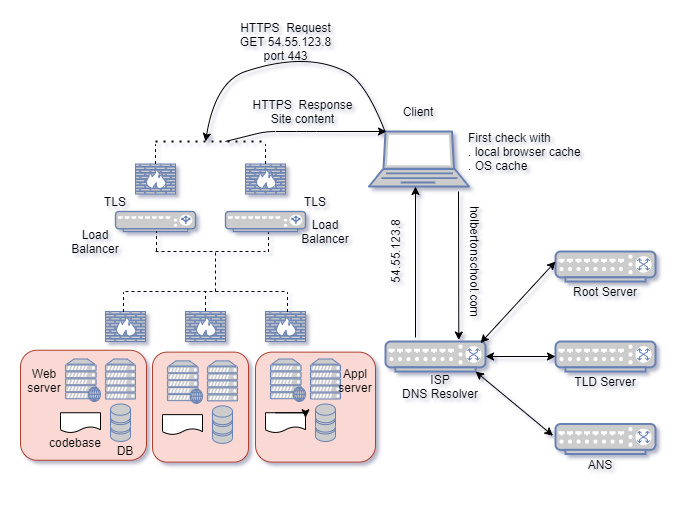 HTTPS Request
GET 54.55.123.8
port 443
HTTPS Response
Site content
Client
First check with
. local browser cache
. OS cache
TLS
TLS
Load
Balancer
Load
Balancer
54.55.123.8
holbertonschool.com
Root Server
ISP
DNS Resolver
TLD Server
ANS
Web
server
Appl
server
codebase
DB